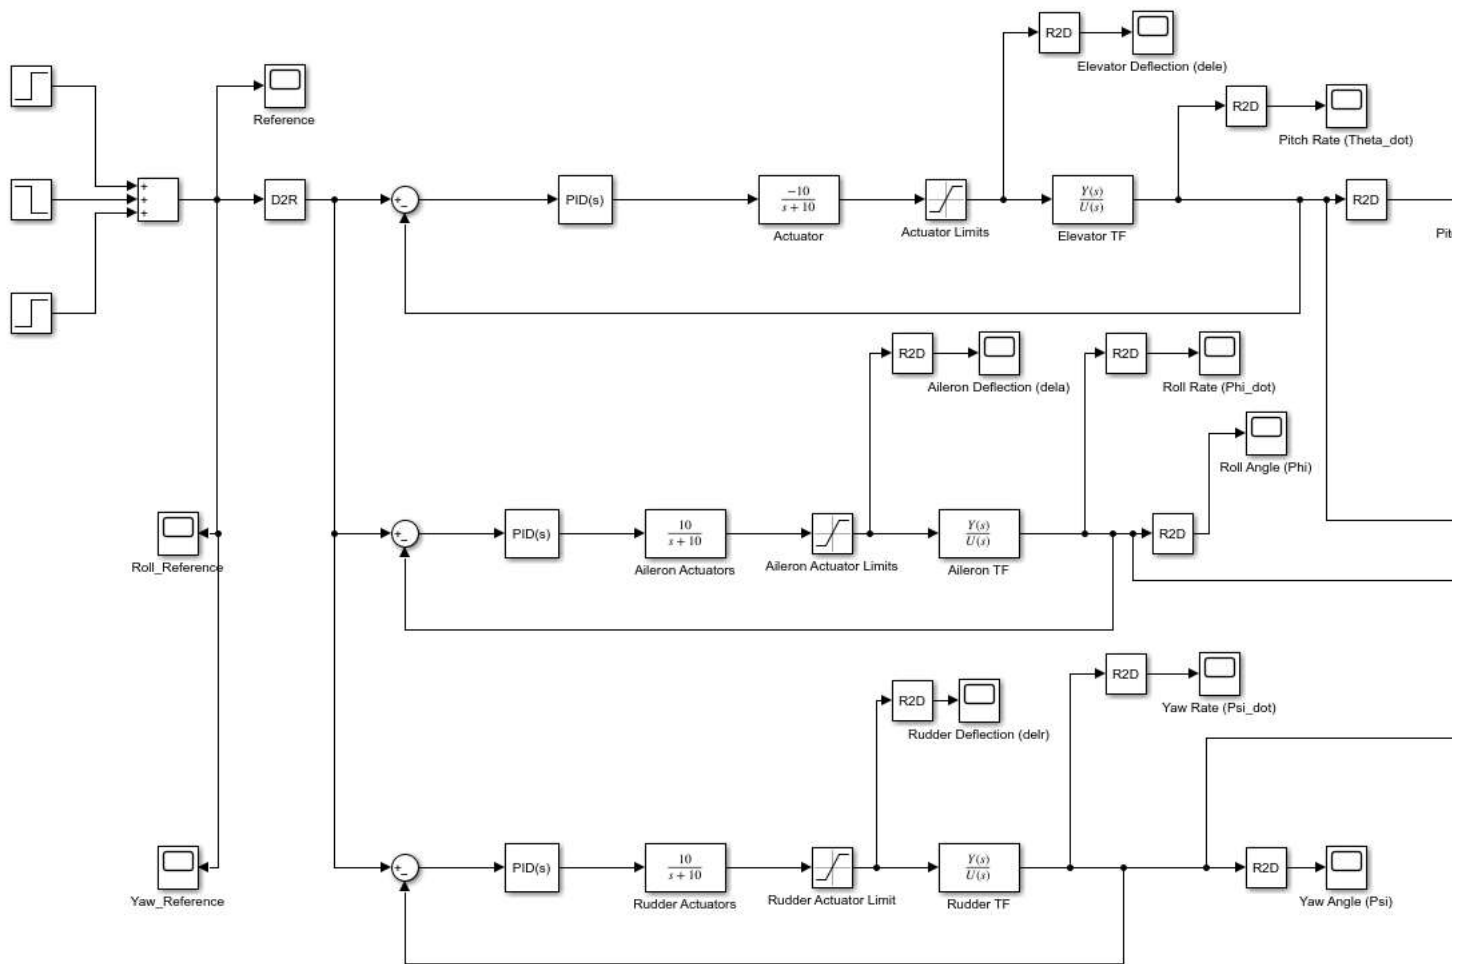 R2D
Elevator Deflection (dele)
Reference
R2D
Pitch Rate (Theta_dot)
+
+
+
D2R
+
−
PID(s)
−10
s + 10
Actuator
Actuator Limits
Y(s)
U(s)
Elevator TF
R2D
Pit
R2D
Aileron Deflection (dela)
R2D
Roll Rate (Phi_dot)
Roll Angle (Phi)
Roll_Reference
+
−
PID(s)
10
s + 10
Aileron Actuators
Aileron Actuator Limits
Y(s)
U(s)
Aileron TF
R2D
R2D
Rudder Deflection (delr)
R2D
Yaw Rate (Psi_dot)
Yaw_Reference
+
−
PID(s)
10
s + 10
Rudder Actuators
Rudder Actuator Limit
Y(s)
U(s)
Rudder TF
R2D
Yaw Angle (Psi)